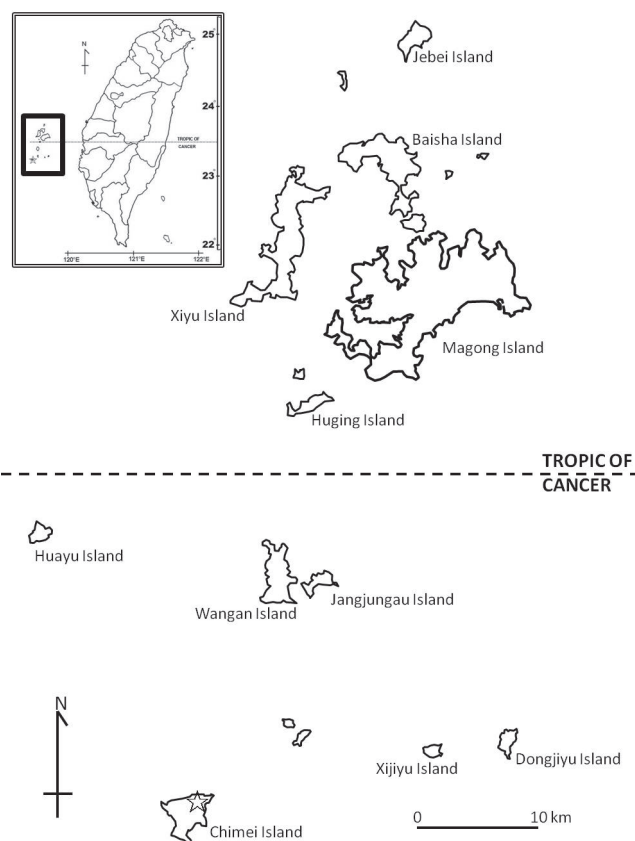 25°
N
24
TROPIC OF
CANCER
23
22
120°E
121°E
122°E
Jebei Island
Baisha Island
Xiyu Island
Magong Island
Huging Island
TROPIC OF
CANCER
Huayu Island
Wangan Island
Jangjungau Island
N
Xijiyu Island
Dongjiyu Island
Chimei Island
0 10 km